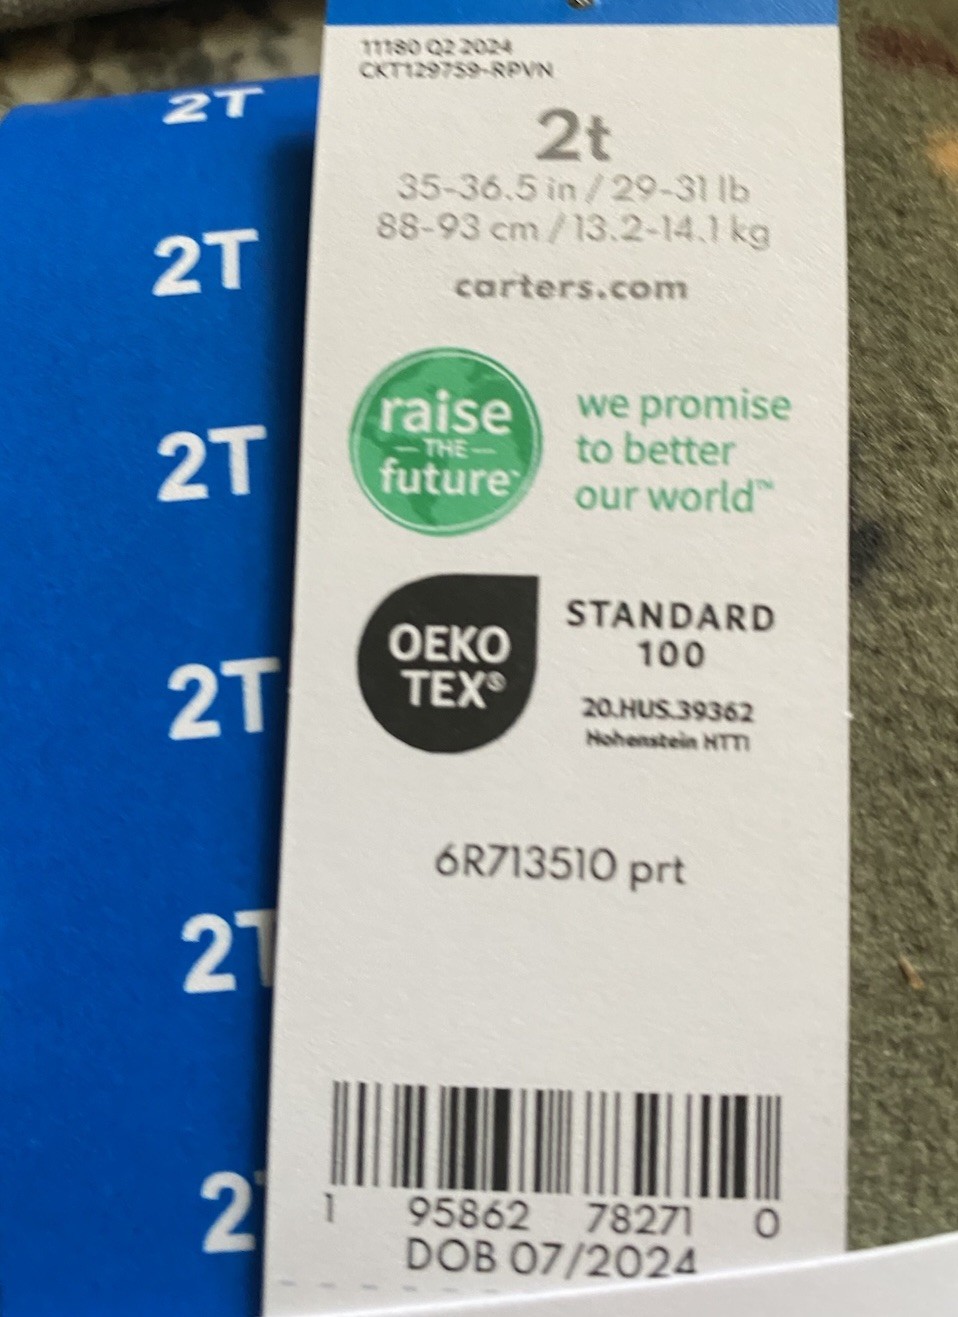 11180 Q2 2024
CKT129759-RPVN
2t
35-36.5 in / 29-31 lb
88-93 cm / 13.2-14.1 kg
carters.com
raise
THE
future
we promise
to better
our world™
OEKO
TEX®
STANDARD
100
20.HUS.39362
Hohenstein HTTI
6R713510 prt
1 95862 78271 0
DOB 07/2024
2T
2T
2T
2T
2T
2